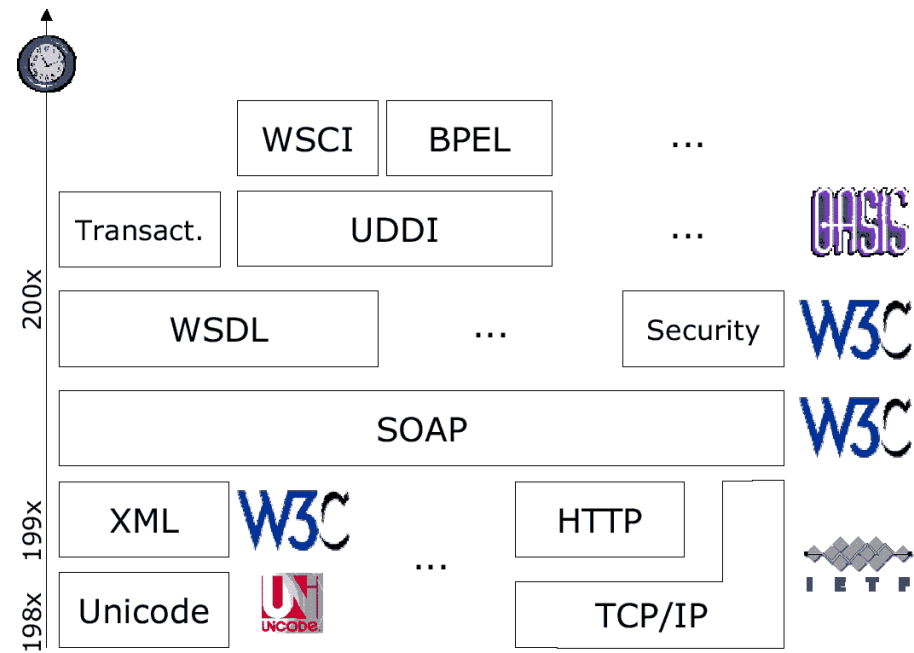 WSCI
BPEL
...
Transact.
UDDI
...
OASIS
200x
WSDL
...
Security
W3C
SOAP
W3C
199x
XML
W3C
HTTP
...
IETF
198x
Unicode
UNi
UNICODE.
TCP/IP